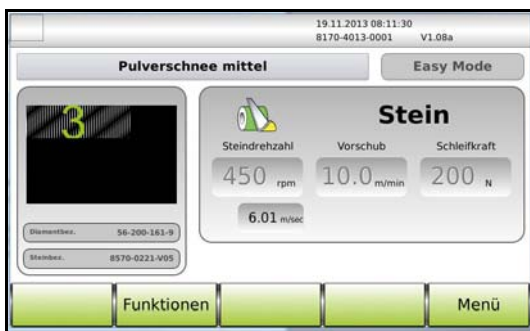 19.11.2013 08:11:30
8170-4013-0001 V1.08a
Pulverschnee mittel
Easy Mode
3
Stein
Steindrehzahl Vorschub Schleifkraft
450 rpm 10.0 m/min 200 N
6.01 m/sec
Diamantbez. 56-200-161-9
Steinbez. 8570-0221-V05
Funktionen
Menü